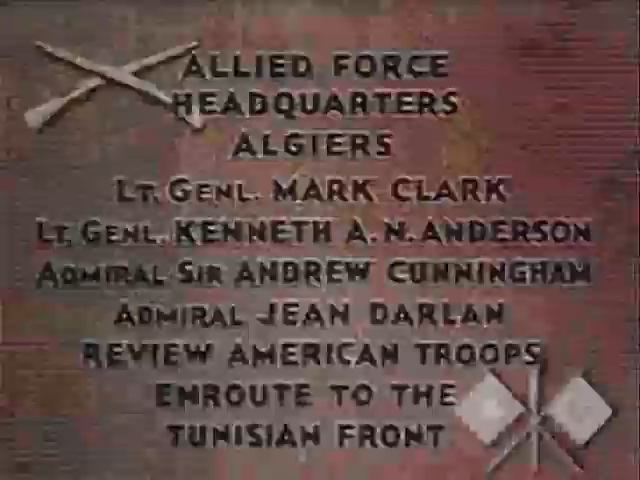 ALLIED FORCE
HEADQUARTERS
ALGIERS
LT. GENL. MARK CLARK
LT. GENL. KENNETH A. N. ANDERSON
ADMIRAL SIR ANDREW CUNNINGHAM
ADMIRAL JEAN DARLAN
REVIEW AMERICAN TROOPS
ENROUTE TO THE
TUNISIAN FRONT